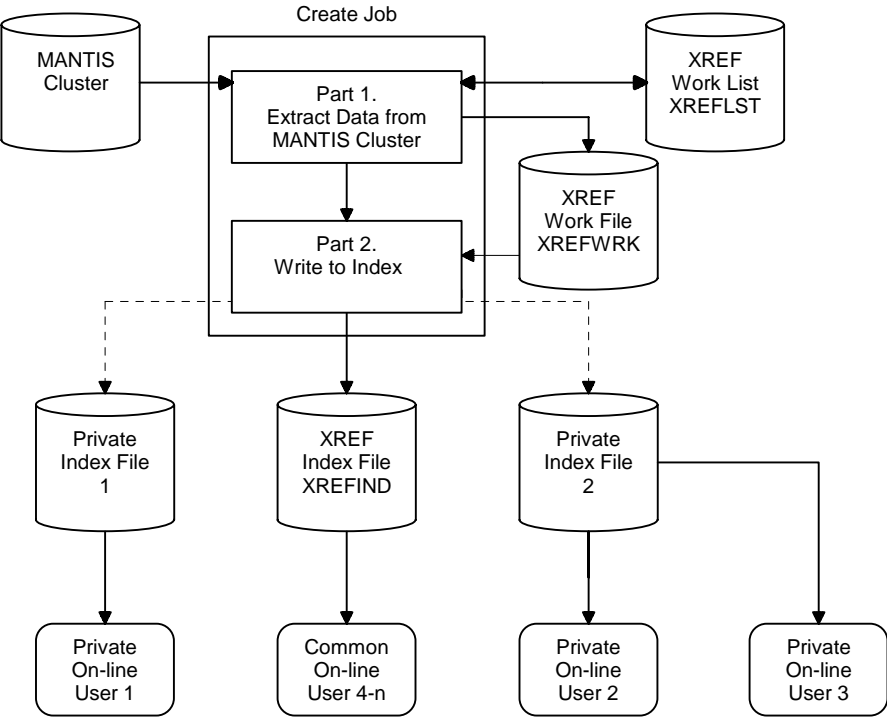 Create Job
MANTIS
Cluster
Part 1.
Extract Data from
MANTIS Cluster
XREF
Work List
XREFLST
XREF
Work File
XREFWRK
Part 2.
Write to Index
Private
Index File
1
XREF
Index File
XREFIND
Private
Index File
2
Private
On-line
User 1
Common
On-line
User 4-n
Private
On-line
User 2
Private
On-line
User 3